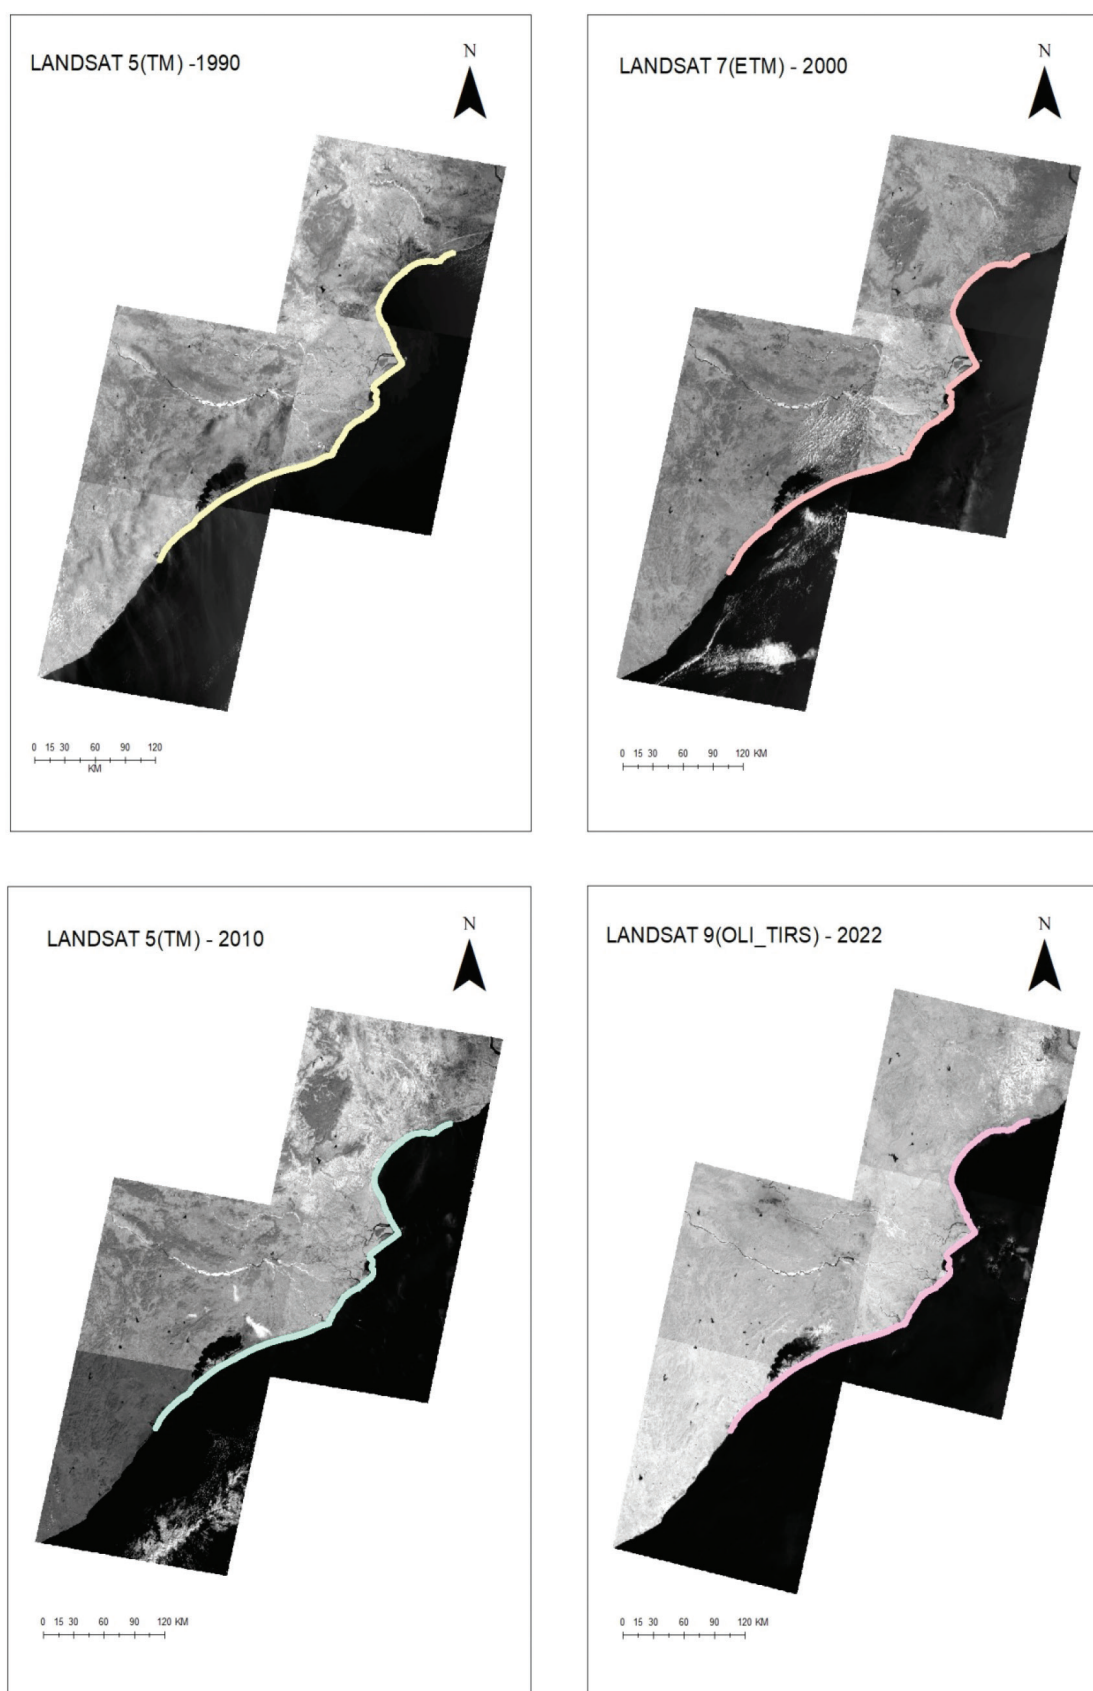 LANDSAT 5(TM) -1990
N
0 15 30 60 90 120
KM
LANDSAT 7(ETM) - 2000
N
0 15 30 60 90 120 KM
LANDSAT 5(TM) - 2010
N
0 15 30 60 90 120 KM
LANDSAT 9(OLI_TIRS) - 2022
N
0 15 30 60 90 120 KM